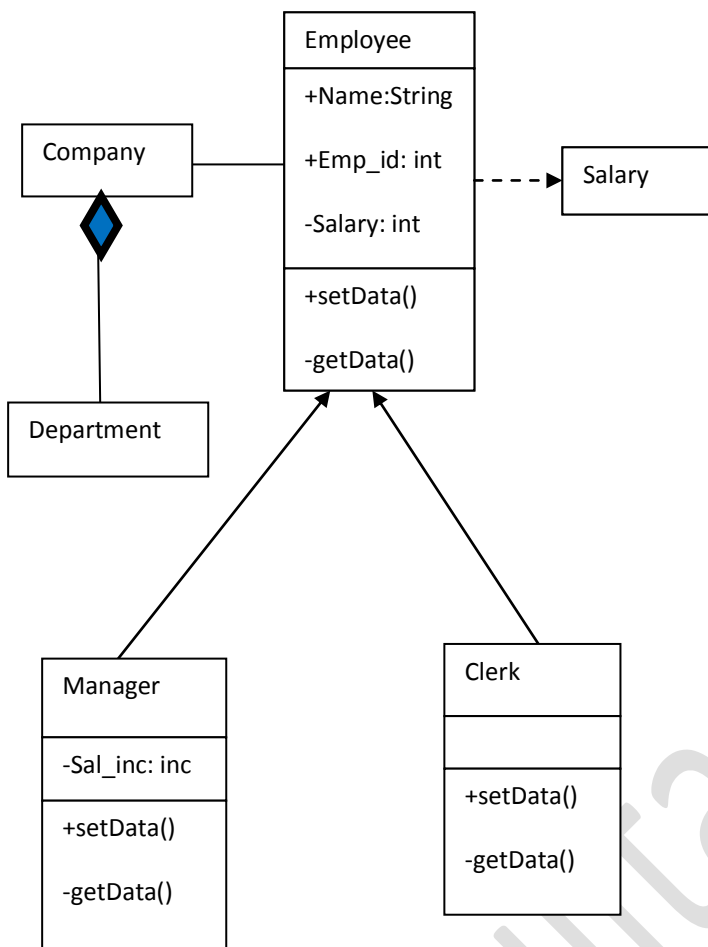 Employee
+Name:String
+Emp_id: int
-Salary: int
+setData()
-getData()
Company
Salary
Department
Manager
-Sal_inc: inc
+setData()
-getData()
Clerk
+setData()
-getData()